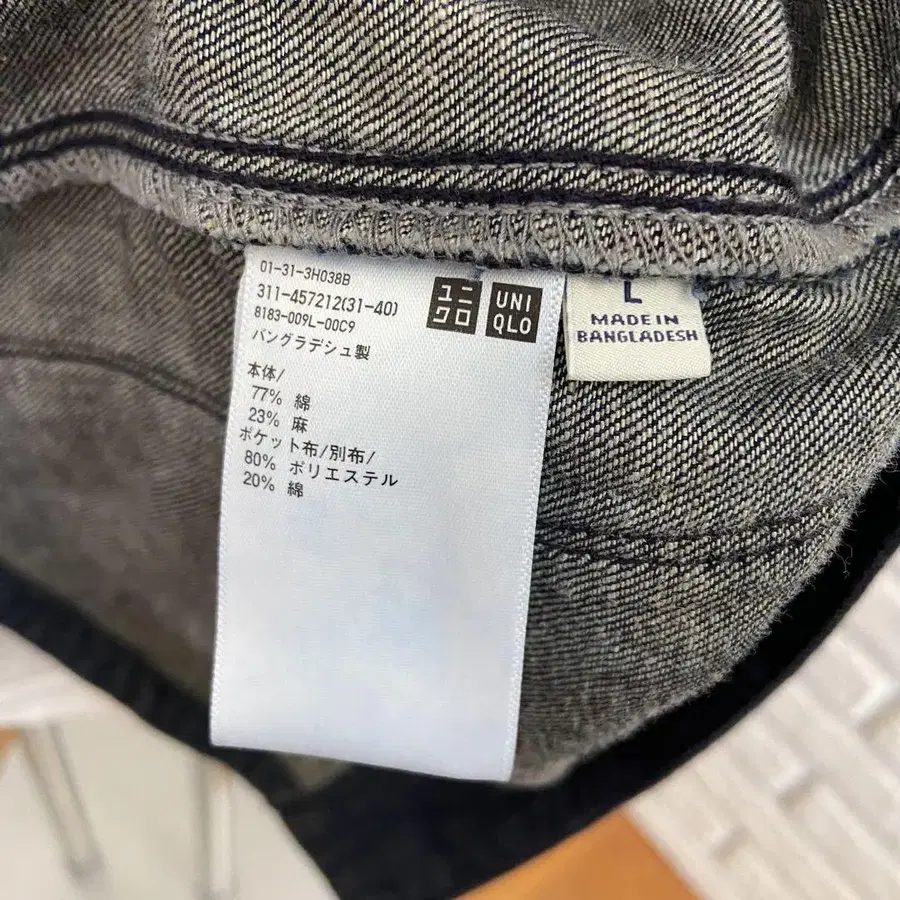 01-31-3H038B
311-457212(31-40)
8183-009L-00C9
バングラデシュ製
本体/
77% 綿
23% 麻
ポケット布/別布/
80% ポリエステル
20% 綿
ユニ
クロ
UNI
QLO
L
MADE IN
BANGLADESH